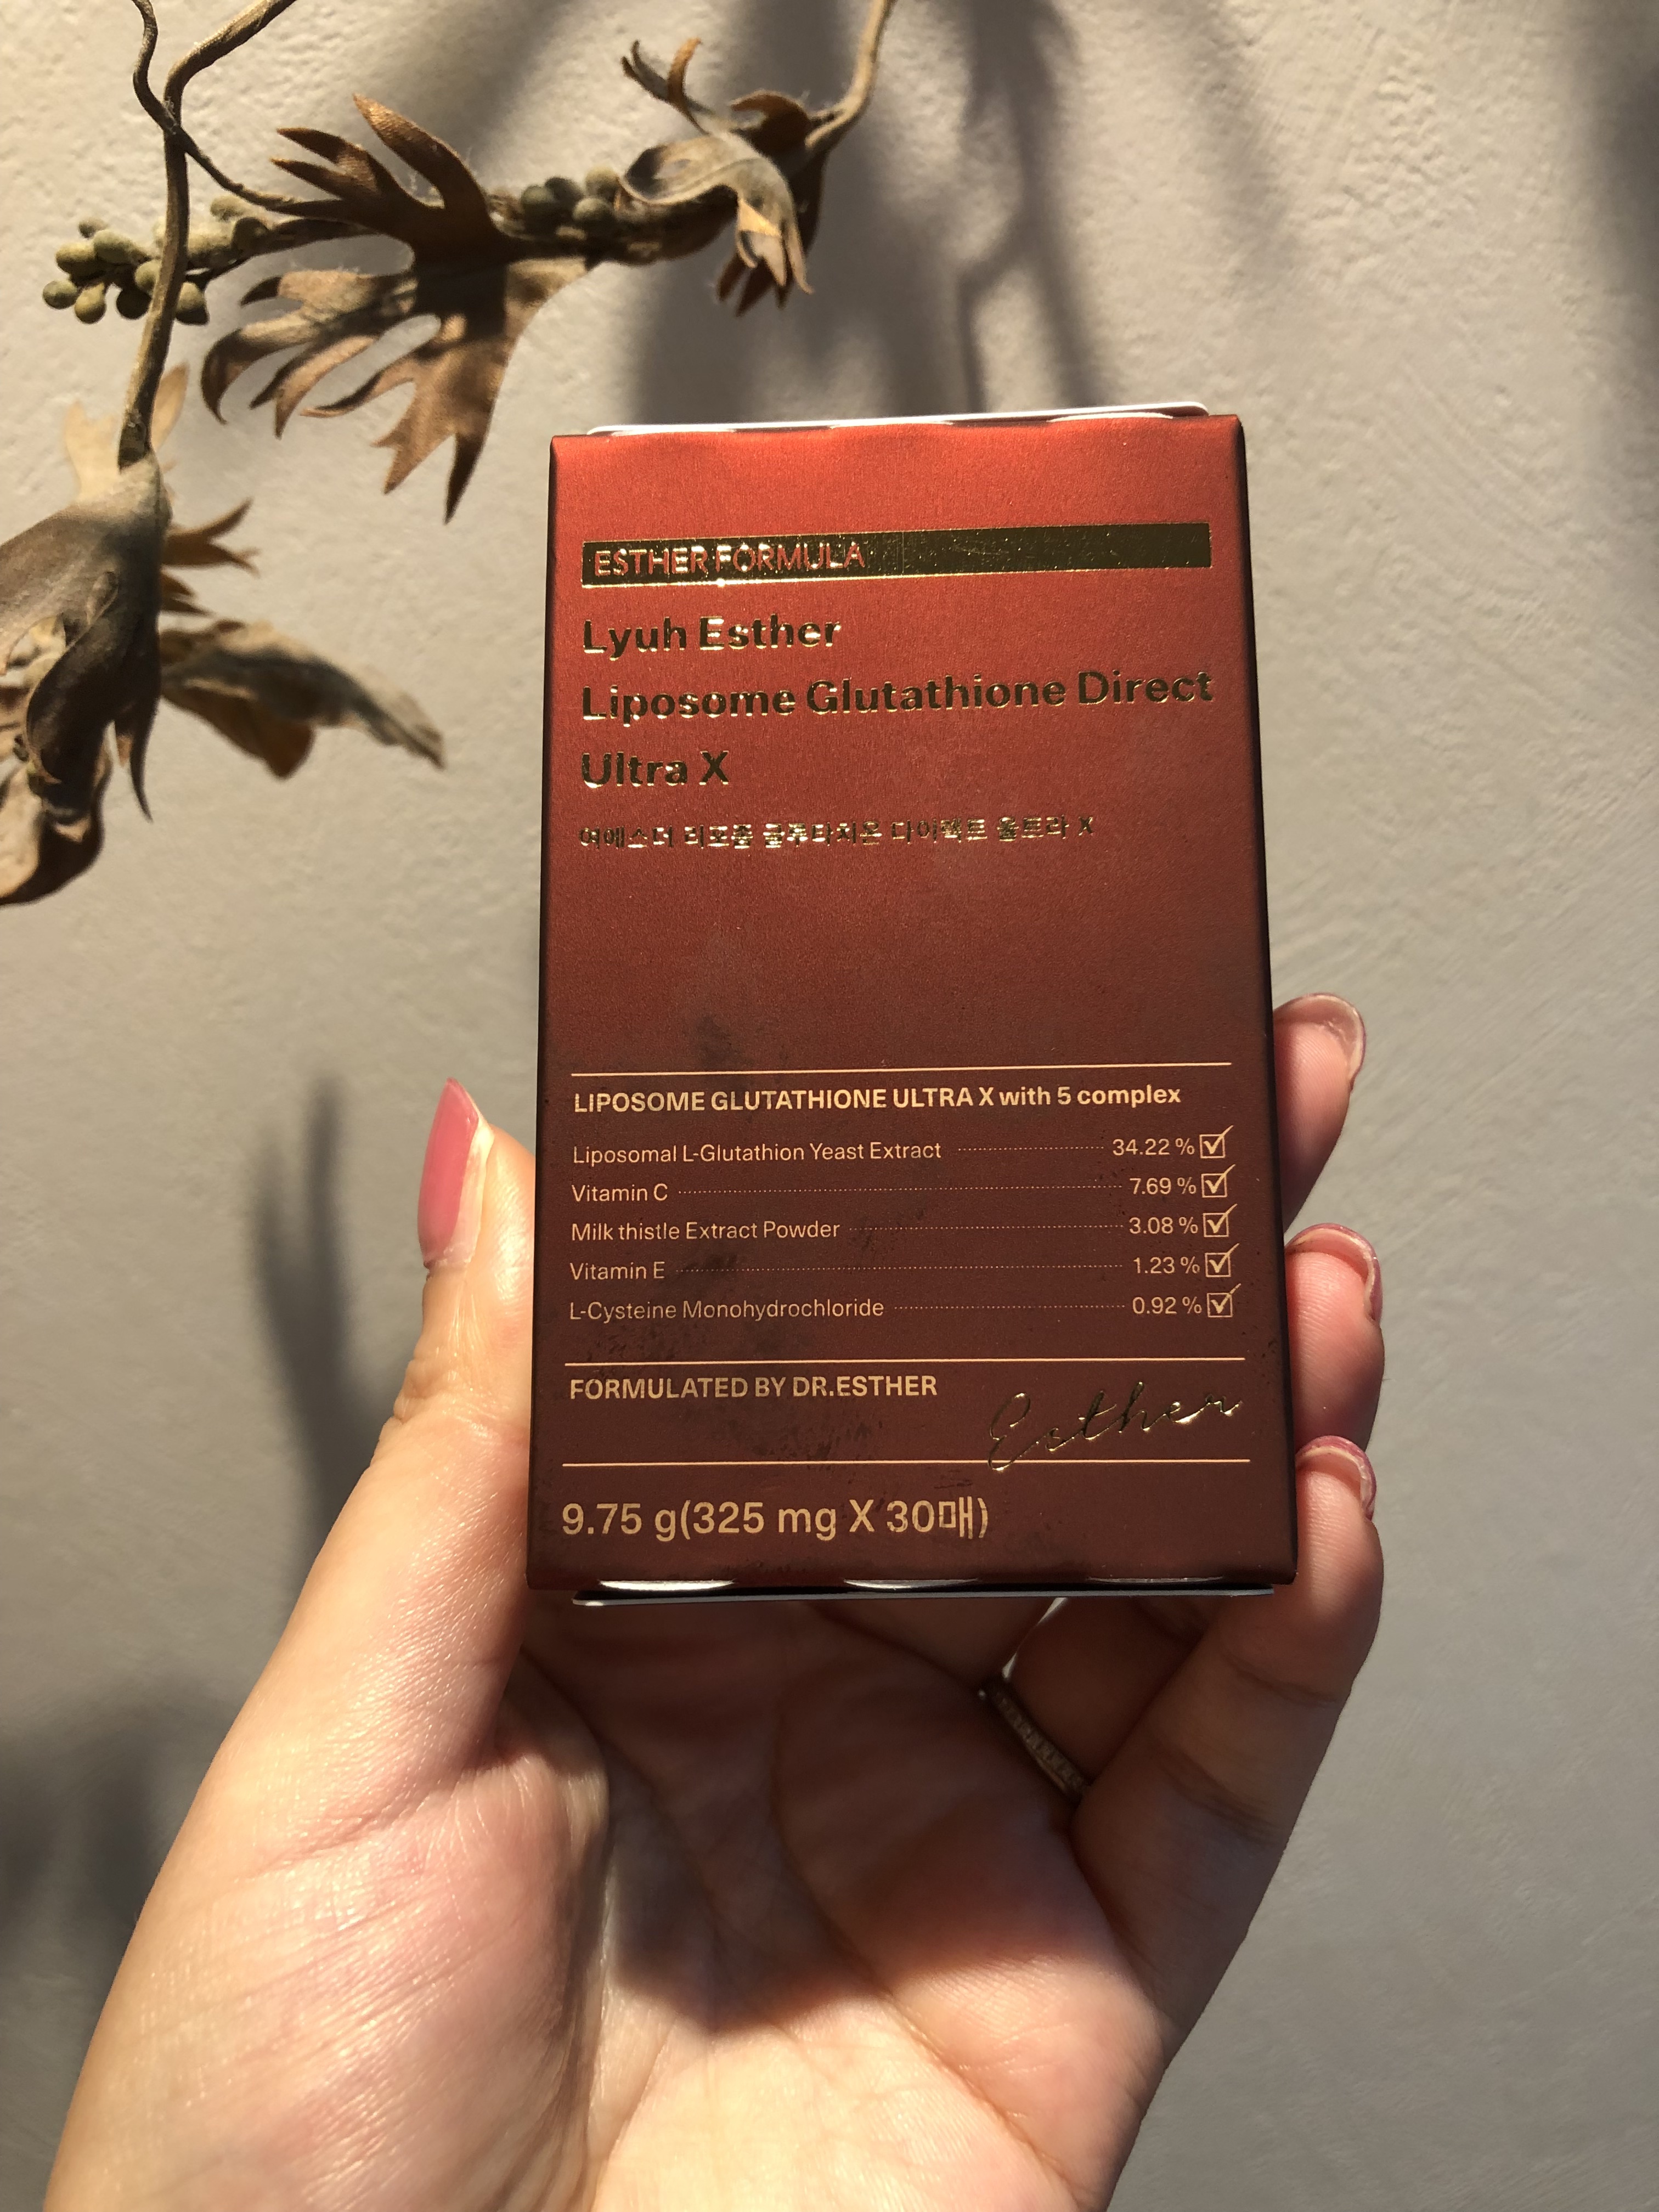 ESTHER FORMULA
Lyuh Esther
Liposome Glutathione Direct
Ultra X
여에스더 리포좀 글루타치온 다이렉트 울트라 X
LIPOSOME GLUTATHIONE ULTRA X with 5 complex
Liposomal L-Glutathion Yeast Extract 34.22 %
Vitamin C 7.69 %
Milk thistle Extract Powder 3.08 %
Vitamin E 1.23 %
L-Cysteine Monohydrochloride 0.92 %
FORMULATED BY DR.ESTHER
Esther
9.75 g(325 mg X 30매)